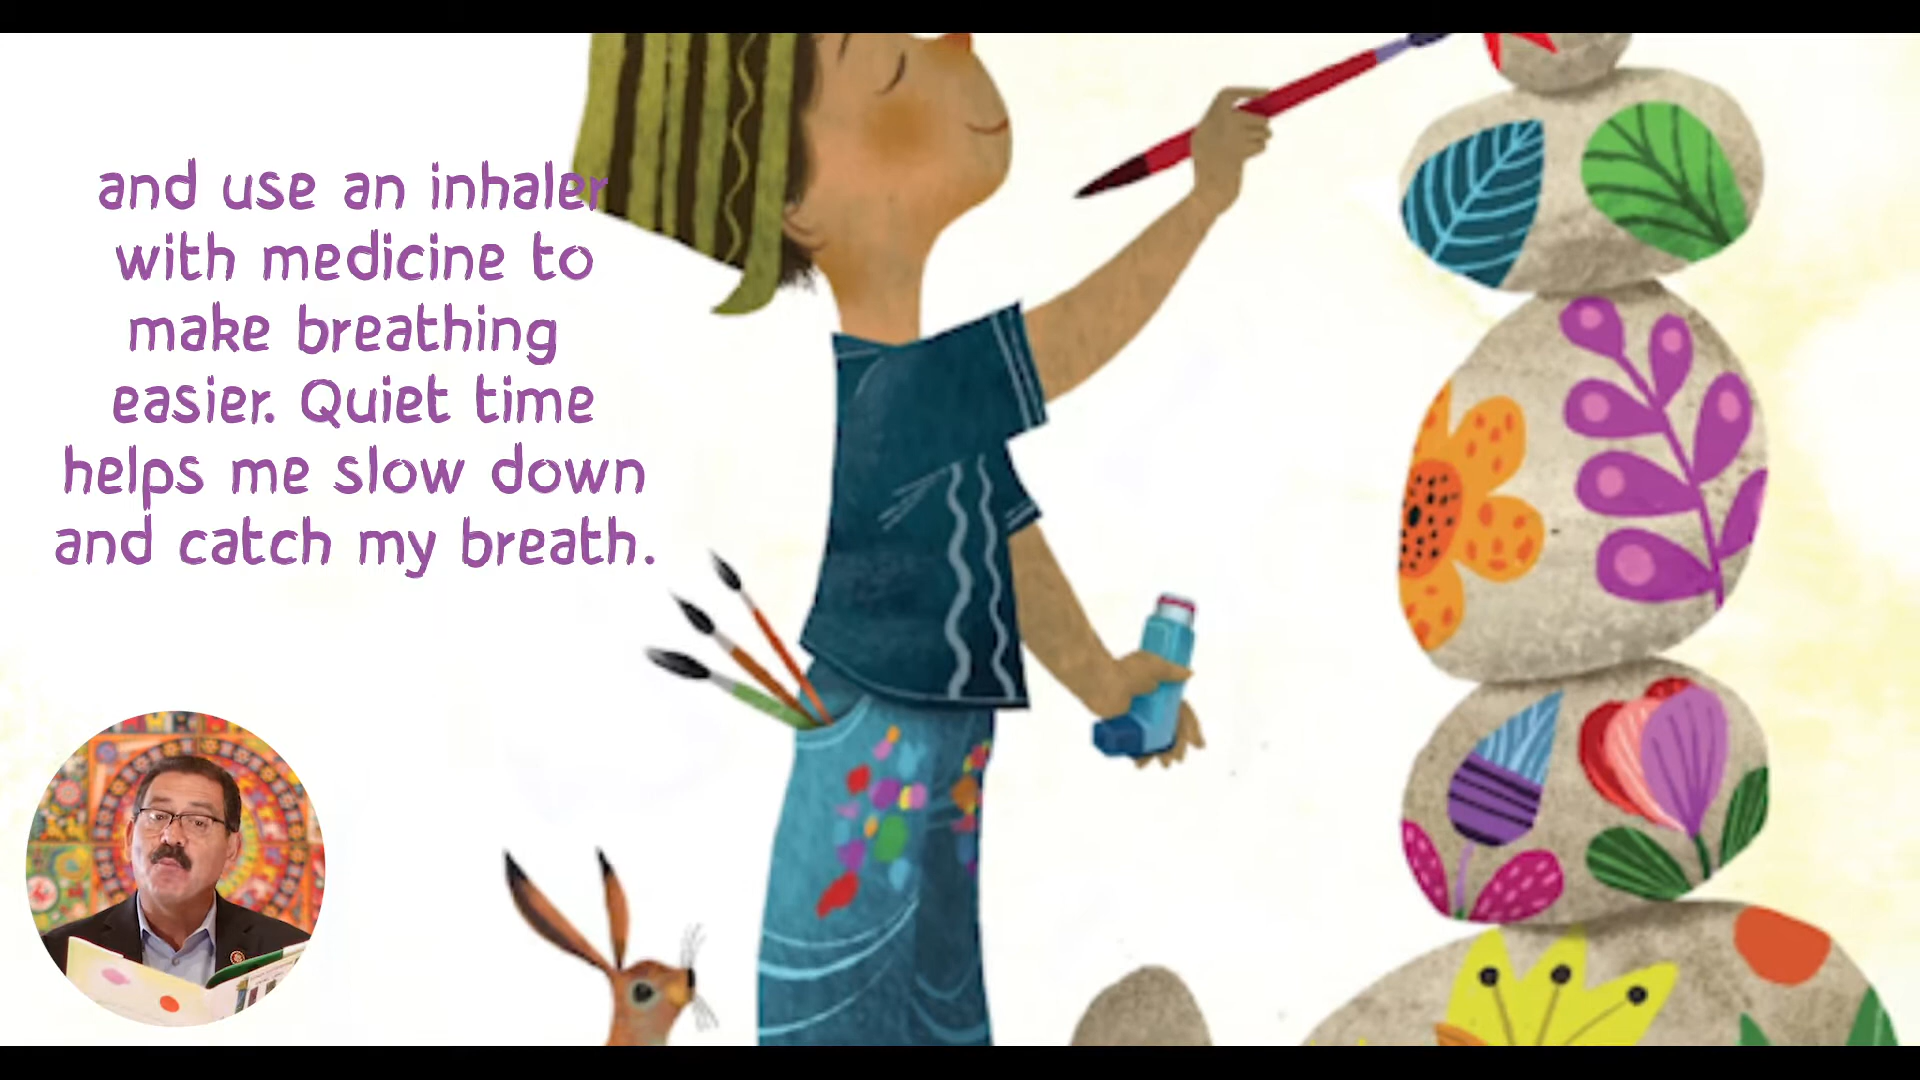 and use an inhaler
with medicine to
make breathing
easier. Quiet time
helps me slow down
and catch my breath.